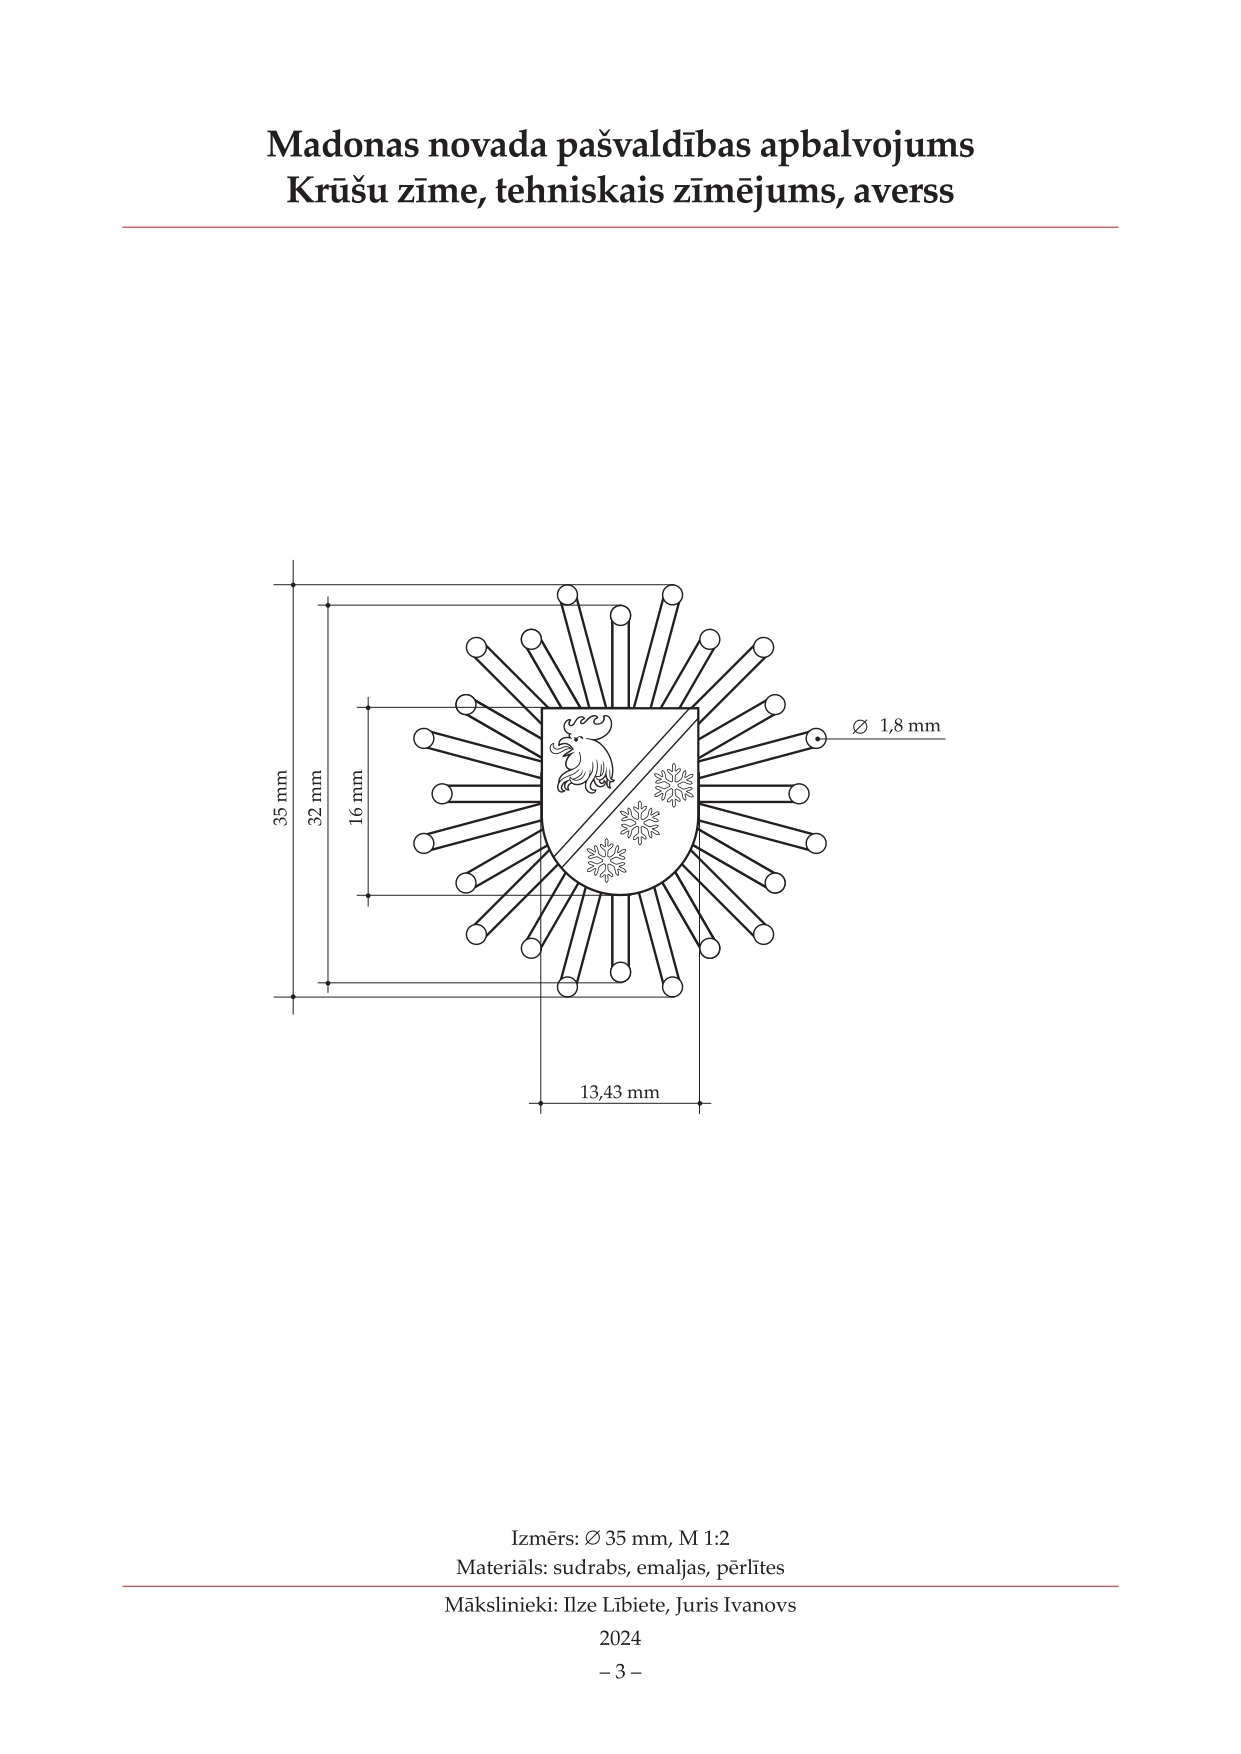 Madonas novada pašvaldības apbalvojums
Krūšu zīme, tehniskais zīmējums, averss
35 mm
32 mm
16 mm
∅ 1,8 mm
13,43 mm
Izmērs: ∅ 35 mm, M 1:2
Materiāls: sudrabs, emaljas, pērlītes
Mākslinieki: Ilze Lībiete, Juris Ivanovs
2024
– 3 –